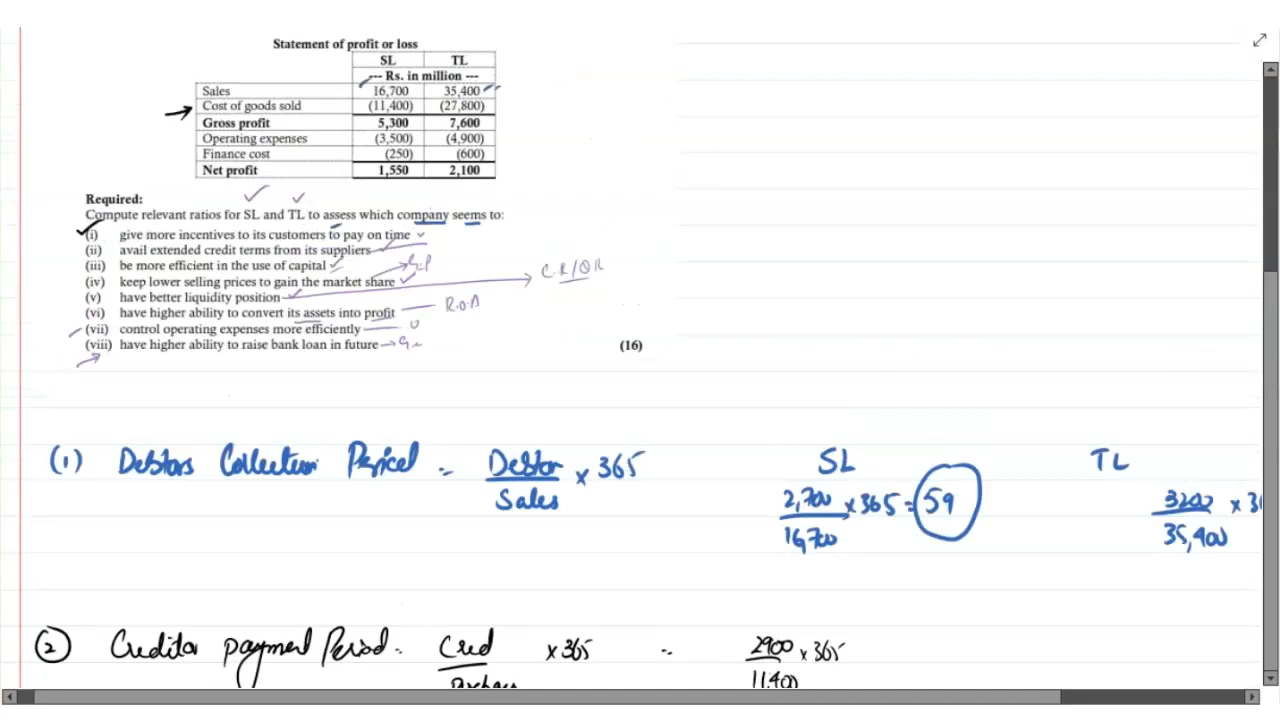 Statement of profit or loss
SL TL
--- Rs. in million ---
Sales 16,700 35,400
Cost of goods sold (11,400) (27,800)
Gross profit 5,300 7,600
Operating expenses (3,500) (4,900)
Finance cost (250) (600)
Net profit 1,550 2,100
Required:
Compute relevant ratios for SL and TL to assess which company seems to:
(i) give more incentives to its customers to pay on time
(ii) avail extended credit terms from its suppliers
(iii) be more efficient in the use of capital G.P
(iv) keep lower selling prices to gain the market share C.R/QR
(v) have better liquidity position
(vi) have higher ability to convert its assets into profit R.O.A
(vii) control operating expenses more efficiently
(viii) have higher ability to raise bank loan in future (16)
SL TL
(1) Debtors Collection Period = Debtor × 365
Sales
2,700 × 365 = 59
16,700
3200 × 3
35,400
2 Creditor payment Period = Cred × 365 = 2900 × 365
11,400